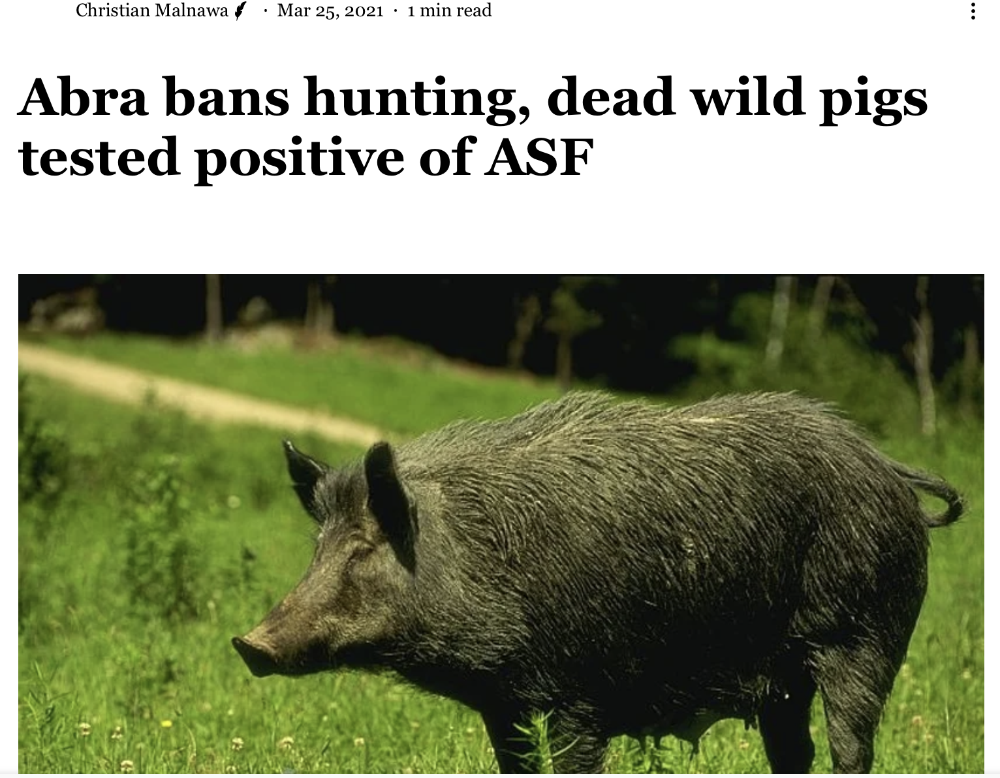 Christian Malnawa · Mar 25, 2021 · 1 min read
Abra bans hunting, dead wild pigs
tested positive of ASF